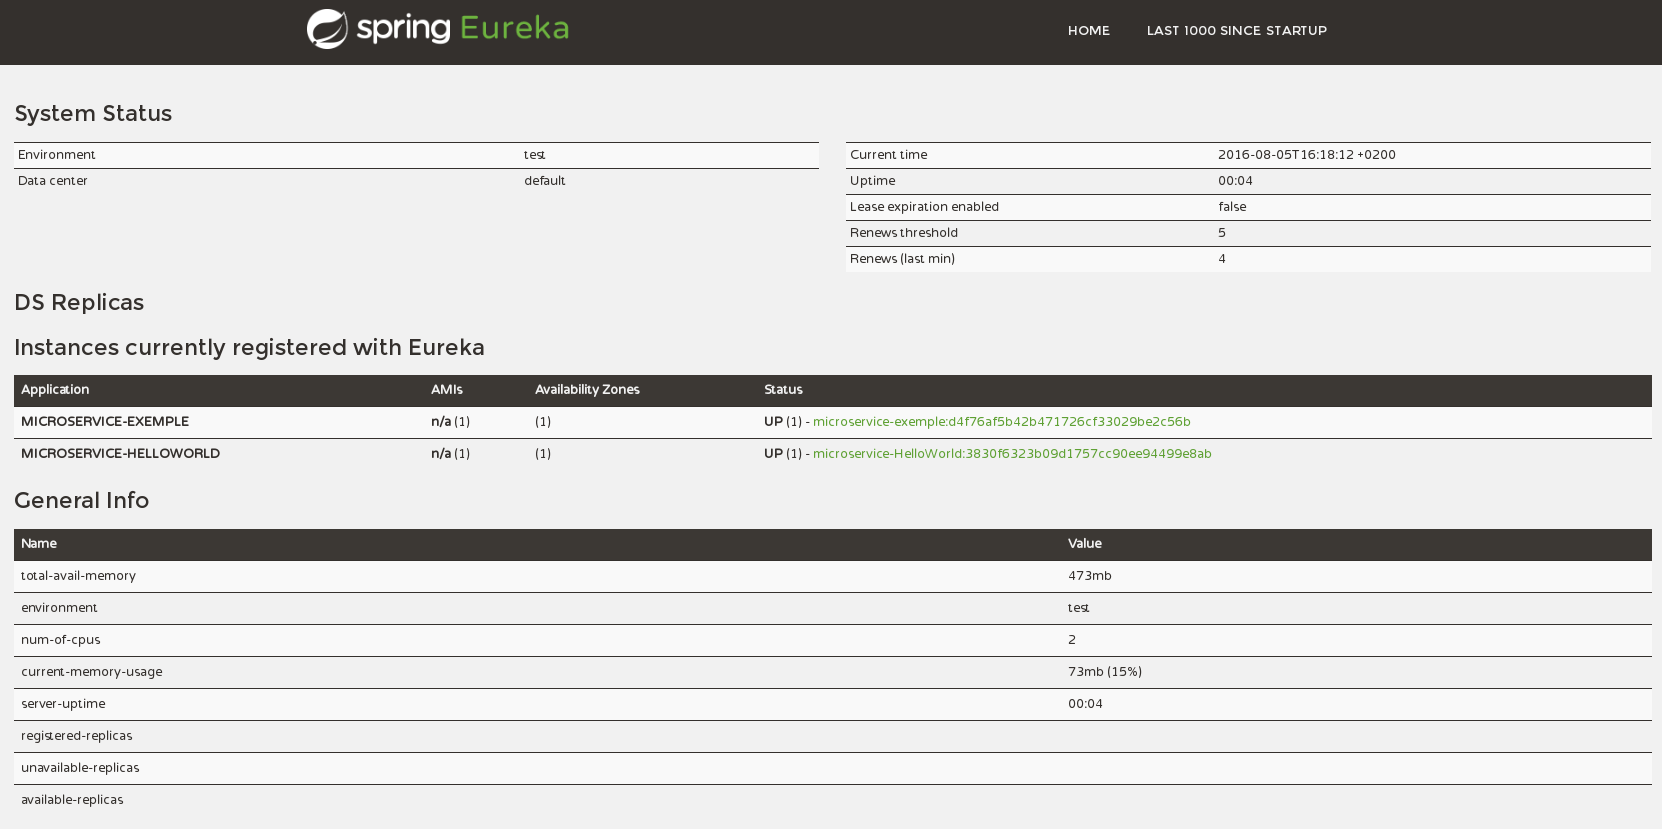 spring Eureka
HOME LAST 1000 SINCE STARTUP
System Status
Environment test
Data center default
Current time 2016-08-05T16:18:12 +0200
Uptime 00:04
Lease expiration enabled false
Renews threshold 5
Renews (last min) 4
DS Replicas
Instances currently registered with Eureka
Application AMIs Availability Zones Status
MICROSERVICE-EXEMPLE n/a (1) (1) UP (1) - microservice-exemple:d4f76af5b42b471726cf33029be2c56b
MICROSERVICE-HELLOWORLD n/a (1) (1) UP (1) - microservice-HelloWorld:3830f6323b09d1757cc90ee94499e8ab
General Info
Name Value
total-avail-memory 473mb
environment test
num-of-cpus 2
current-memory-usage 73mb (15%)
server-uptime 00:04
registered-replicas
unavailable-replicas
available-replicas